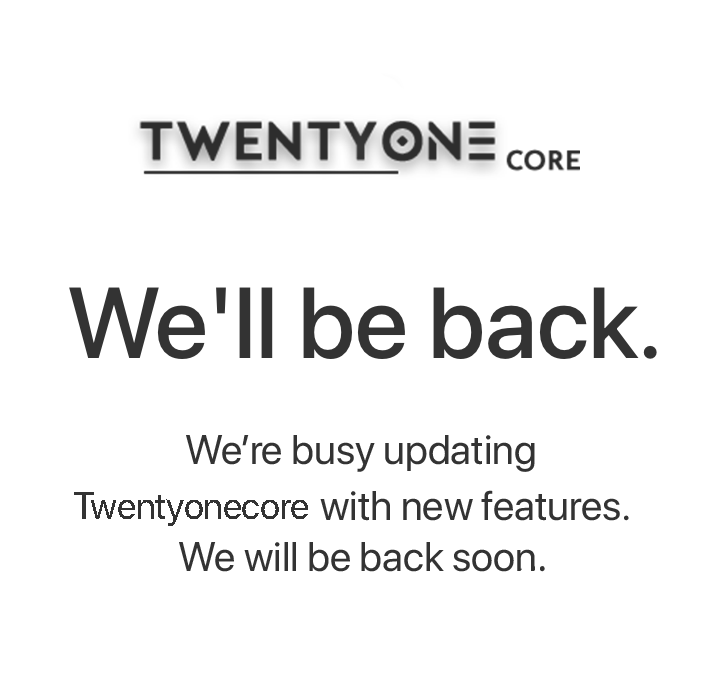 TWENTYONE CORE
We'll be back.
We’re busy updating
Twentyonecore with new features.
We will be back soon.